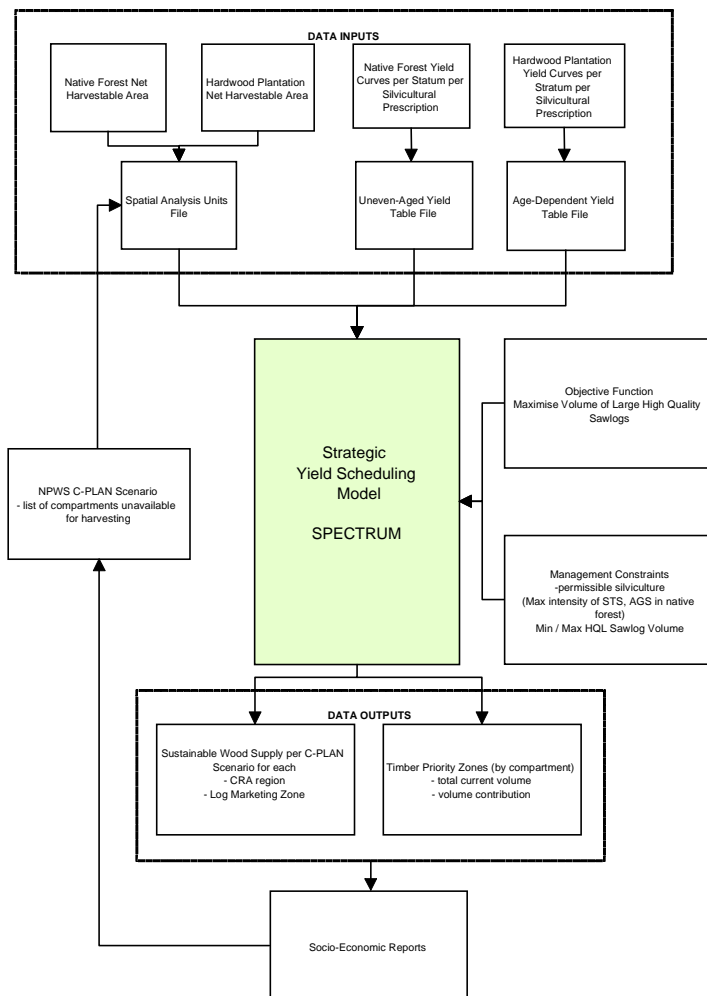 DATA INPUTS
Native Forest Net
Harvestable Area
Hardwood Plantation
Net Harvestable Area
Native Forest Yield
Curves per Statum per
Silvicultural
Prescription
Hardwood Plantation
Yield Curves per
Stratum per
Silvicultural
Prescription
Spatial Analysis Units
File
Uneven-Aged Yield
Table File
Age-Dependent Yield
Table File
Strategic
Yield Scheduling
Model
SPECTRUM
Objective Function
Maximise Volume of Large High Quality
Sawlogs
NPWS C-PLAN Scenario
- list of compartments unavailable
for harvesting
Management Constraints
-permissible silviculture
(Max intensity of STS, AGS in native
forest)
Min / Max HQL Sawlog Volume
DATA OUTPUTS
Sustainable Wood Supply per C-PLAN
Scenario for each
- CRA region
- Log Marketing Zone
Timber Priority Zones (by compartment)
- total current volume
- volume contribution
Socio-Economic Reports